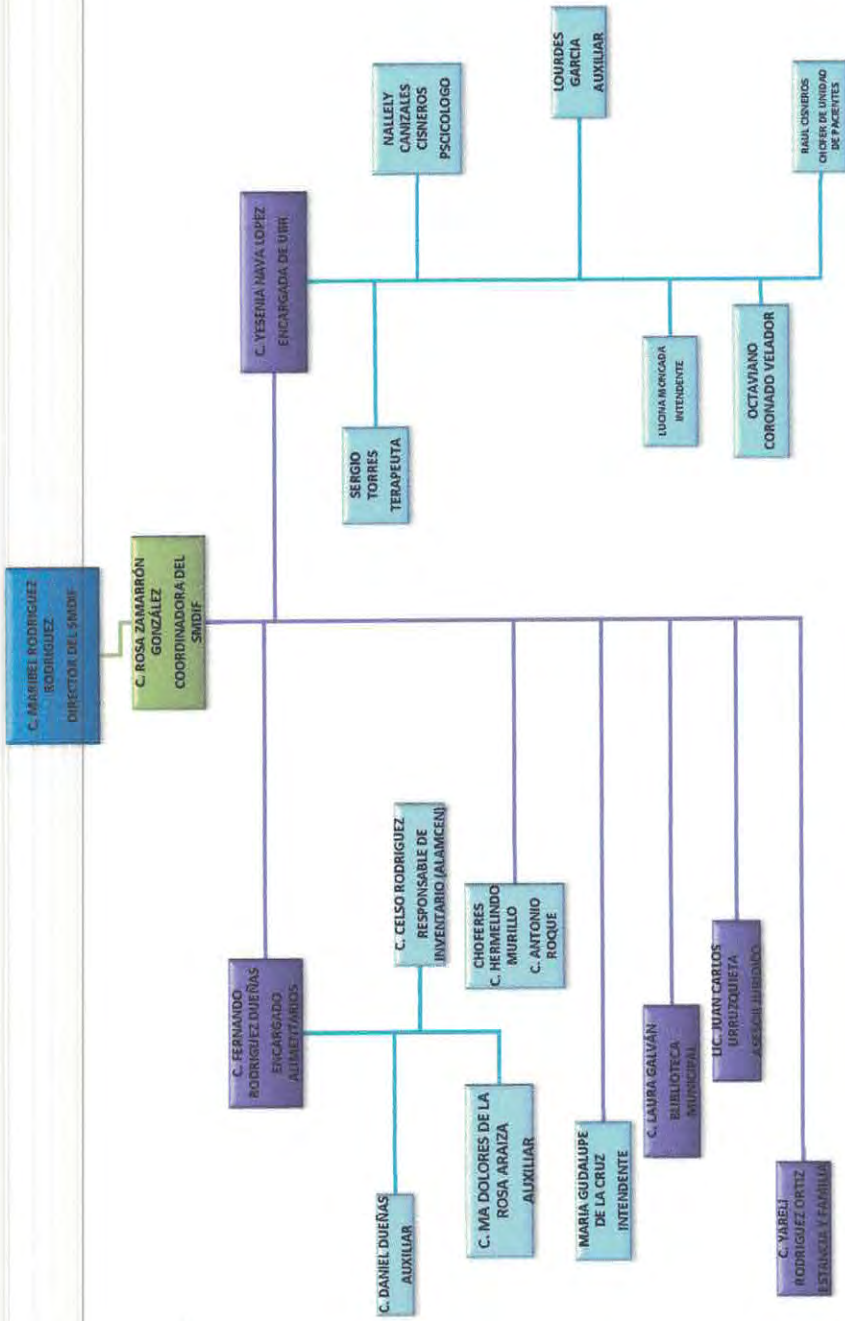 C. MARIBEL RODRIGUEZ
RODRIGUEZ
DIRECTOR DEL SMDIF
C. ROSA ZAMARRÓN
GONZÁLEZ
COORDINADORA DEL
SMDIF
C. FERNANDO
RODRIGUEZ DUEÑAS
ENCARGADO
ALIMENTARIOS
C. YESENIA NAVA LOPEZ
ENCARGADA DE UBR
C. DANIEL DUEÑAS
AUXILIAR
C. CELSO RODRIGUEZ
RESPONSABLE DE
INVENTARIO (ALAMCEN)
C. MA DOLORES DE LA
ROSA ARAIZA
AUXILIAR
CHOFERES
C. HERMELINDO
MURILLO
C. ANTONIO
ROQUE
MARIA GUDALUPE
DE LA CRUZ
INTENDENTE
C. LAURA GALVÁN
BIBLIOTECA
MUNICIPAL
LIC. JUAN CARLOS
URRUZQUIETA
ASESOR JURIDICO
C. YARELI
RODRIGUEZ ORTIZ
ESTANCIA Y FAMILIA
SERGIO
TORRES
TERAPEUTA
NALLELY
CANIZALES
CISNEROS
PSCICOLOGO
LOURDES
GARCIA
AUXILIAR
LUCINA MONCADA
INTENDENTE
OCTAVIANO
CORONADO VELADOR
RAUL CISNEROS
CHOFER DE UNIDAD
DE PACIENTES